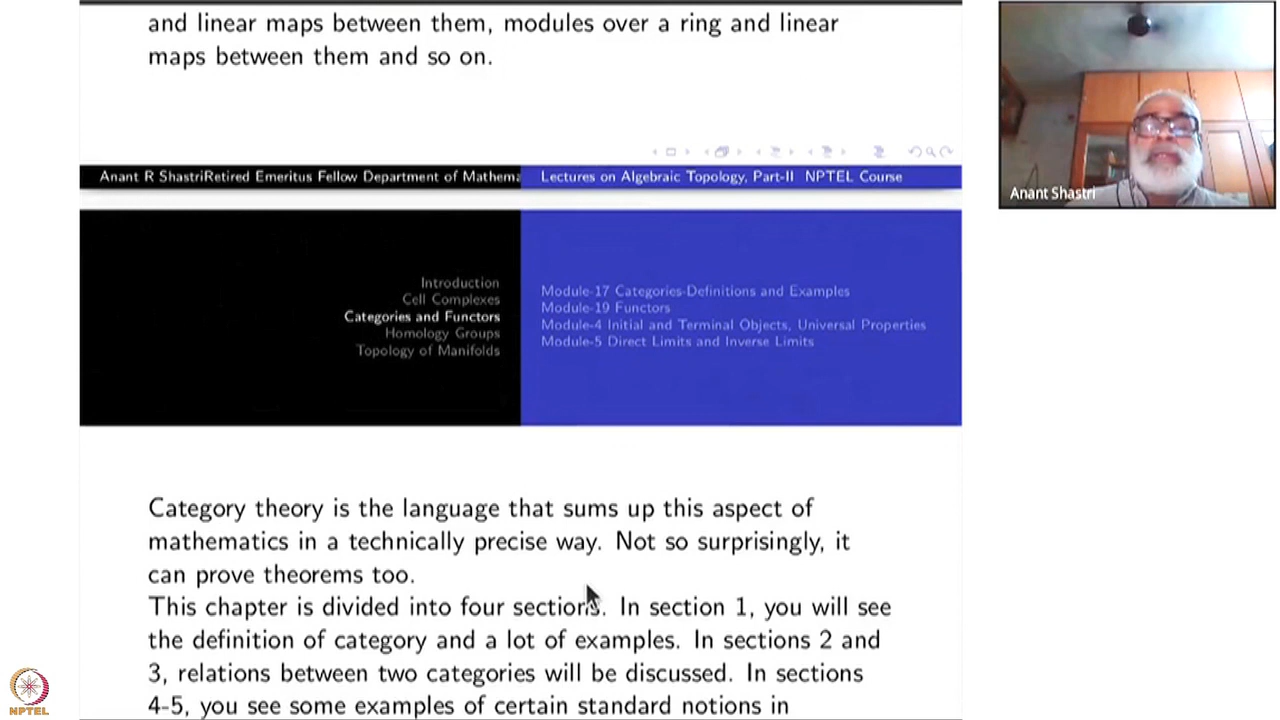 and linear maps between them, modules over a ring and linear
maps between them and so on.
Anant R ShastriRetired Emeritus Fellow Department of Mathema
Lectures on Algebraic Topology, Part-II NPTEL Course
Anant Shastri
Introduction
Cell Complexes
Categories and Functors
Homology Groups
Topology of Manifolds
Module-17 Categories-Definitions and Examples
Module-19 Functors
Module-4 Initial and Terminal Objects, Universal Properties
Module-5 Direct Limits and Inverse Limits
Category theory is the language that sums up this aspect of
mathematics in a technically precise way. Not so surprisingly, it
can prove theorems too.
This chapter is divided into four sections. In section 1, you will see
the definition of category and a lot of examples. In sections 2 and
3, relations between two categories will be discussed. In sections
4-5, you see some examples of certain standard notions in
NPTEL